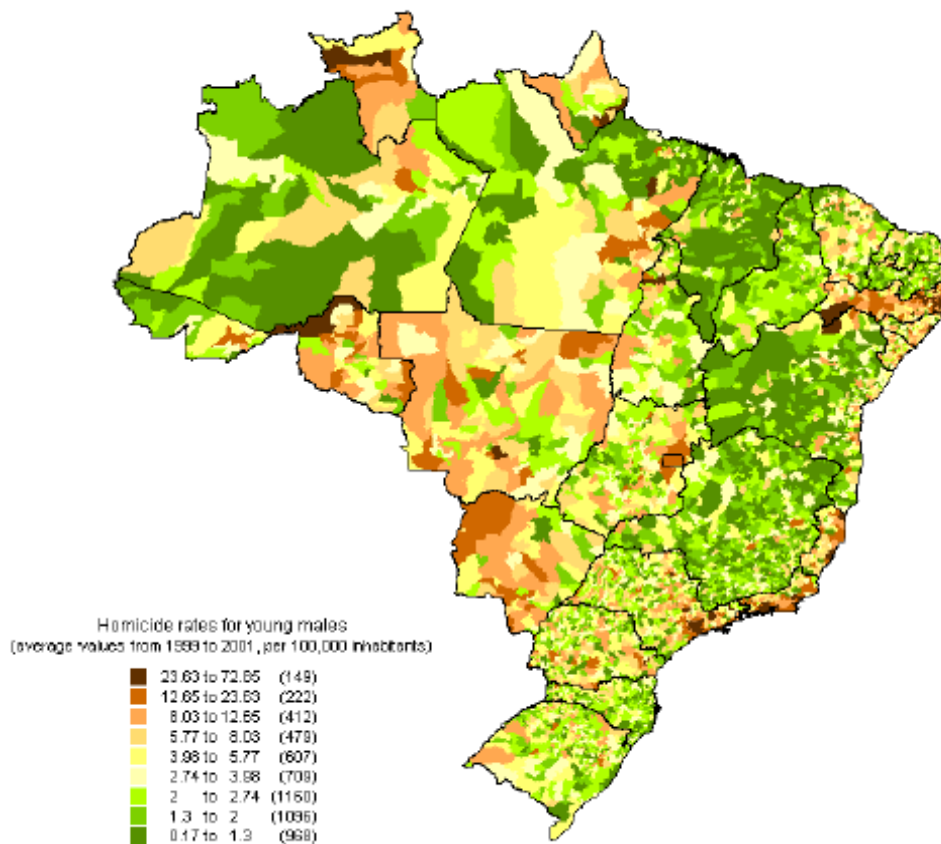 Homicide rates for young males
(average values from 1999 to 2001, per 100,000 inhabitants)
23.63 to 72.65 (149)
12.65 to 23.63 (222)
8.03 to 12.65 (412)
5.77 to 8.03 (479)
3.98 to 5.77 (607)
2.74 to 3.98 (709)
2 to 2.74 (1160)
1.3 to 2 (1096)
0.17 to 1.3 (968)